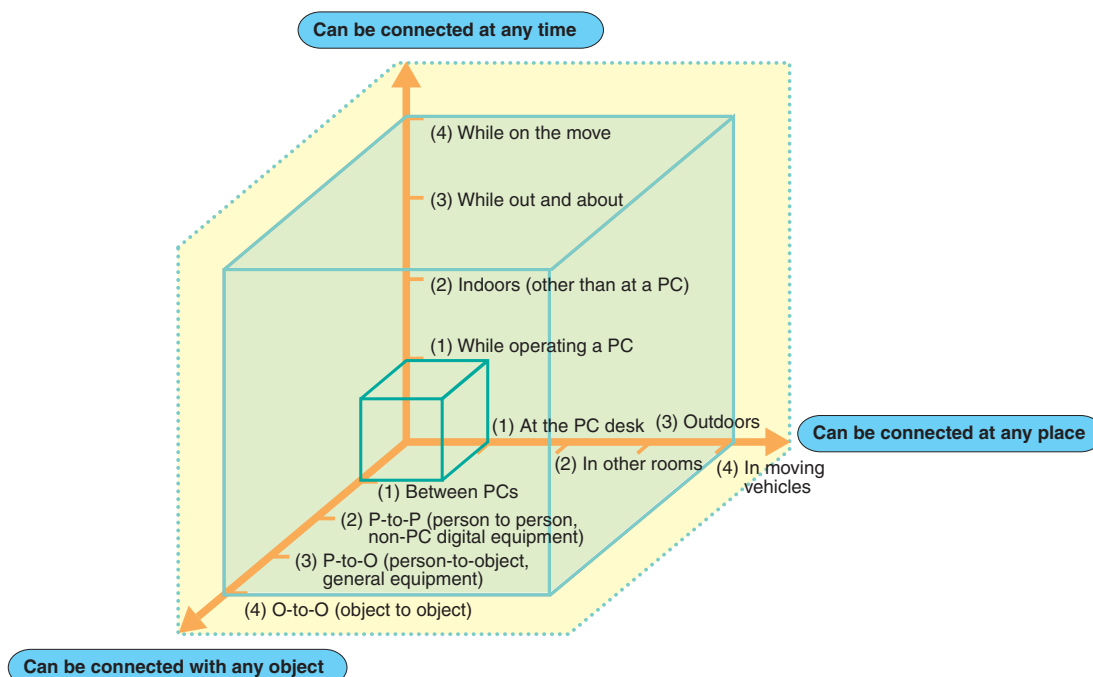 Can be connected at any time
(4) While on the move
(3) While out and about
(2) Indoors (other than at a PC)
(1) While operating a PC
(1) At the PC desk
(3) Outdoors
Can be connected at any place
(2) In other rooms
(4) In moving
vehicles
(1) Between PCs
(2) P-to-P (person to person,
non-PC digital equipment)
(3) P-to-O (person-to-object,
general equipment)
(4) O-to-O (object to object)
Can be connected with any object